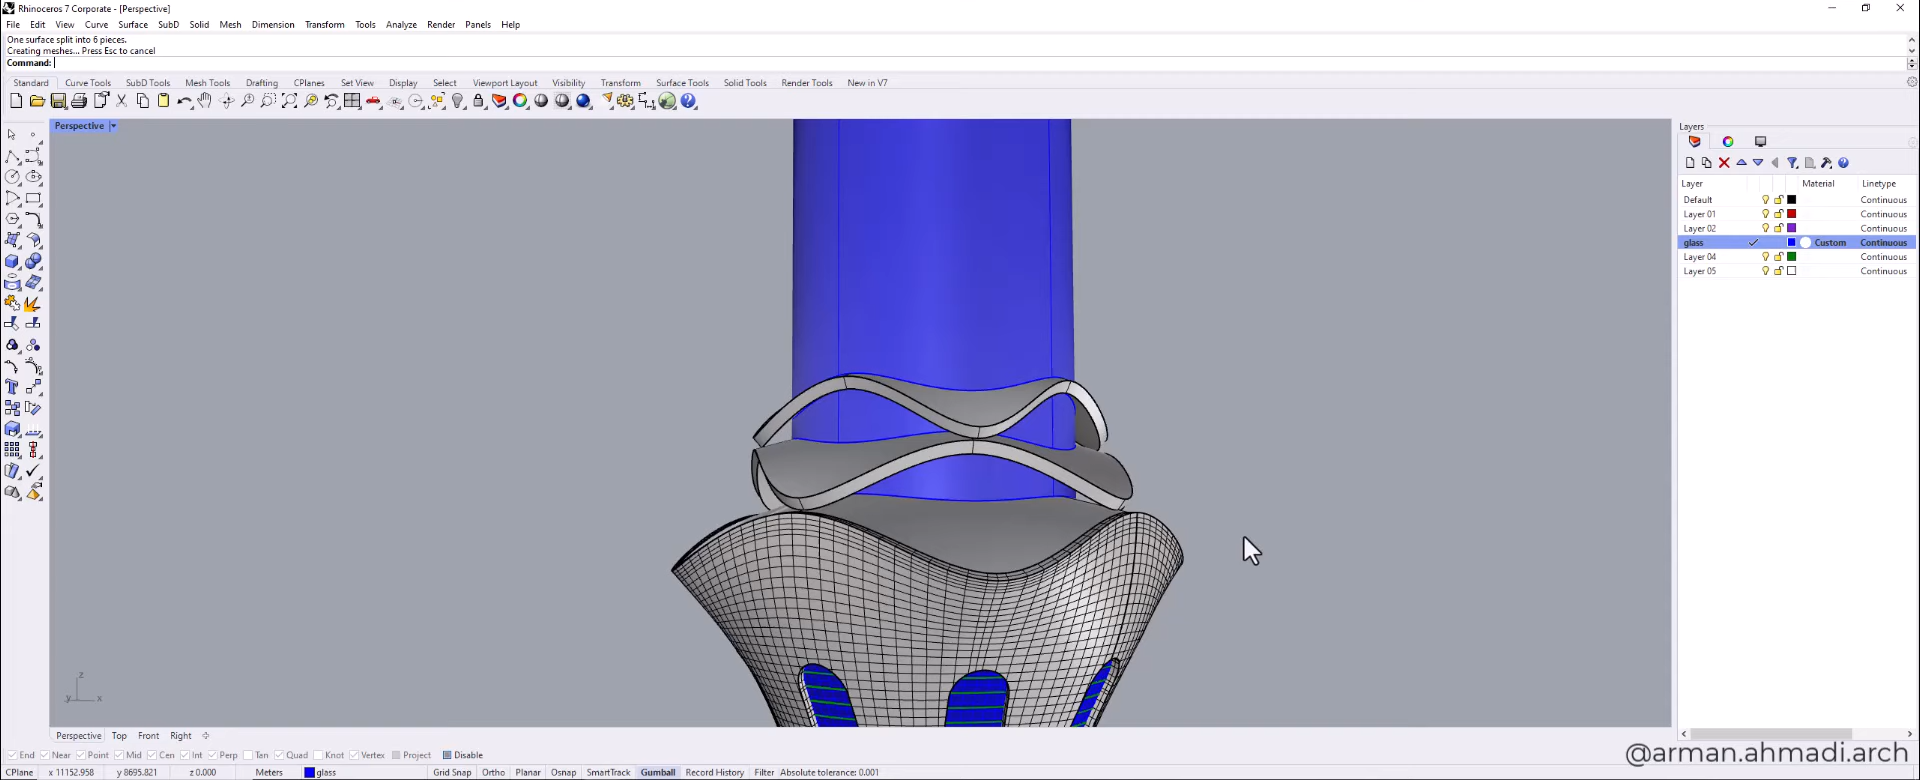 Rhinoceros 7 Corporate - [Perspective]
File Edit View Curve Surface SubD Solid Mesh Dimension Transform Tools Analyze Render Panels Help
One surface split into 6 pieces.
Creating meshes... Press Esc to cancel
Command:
Standard Curve Tools SubD Tools Mesh Tools Drafting CPlanes Set View Display Select Viewport Layout Visibility Transform Surface Tools Solid Tools Render Tools New in V7
Perspective
Layers
Layer Material Linetype
Default Continuous
Layer 01 Continuous
Layer 02 Continuous
glass Custom Continuous
Layer 04 Continuous
Layer 05 Continuous
z
y x
Perspective Top Front Right
End Near Point Mid Cen Int Perp Tan Quad Knot Vertex Project Disable
@arman.ahmadi.arch
CPlane x 11152.958 y 8695.821 z 0.000 Meters glass Grid Snap Ortho Planar Osnap SmartTrack Gumball Record History Filter Absolute tolerance: 0.001